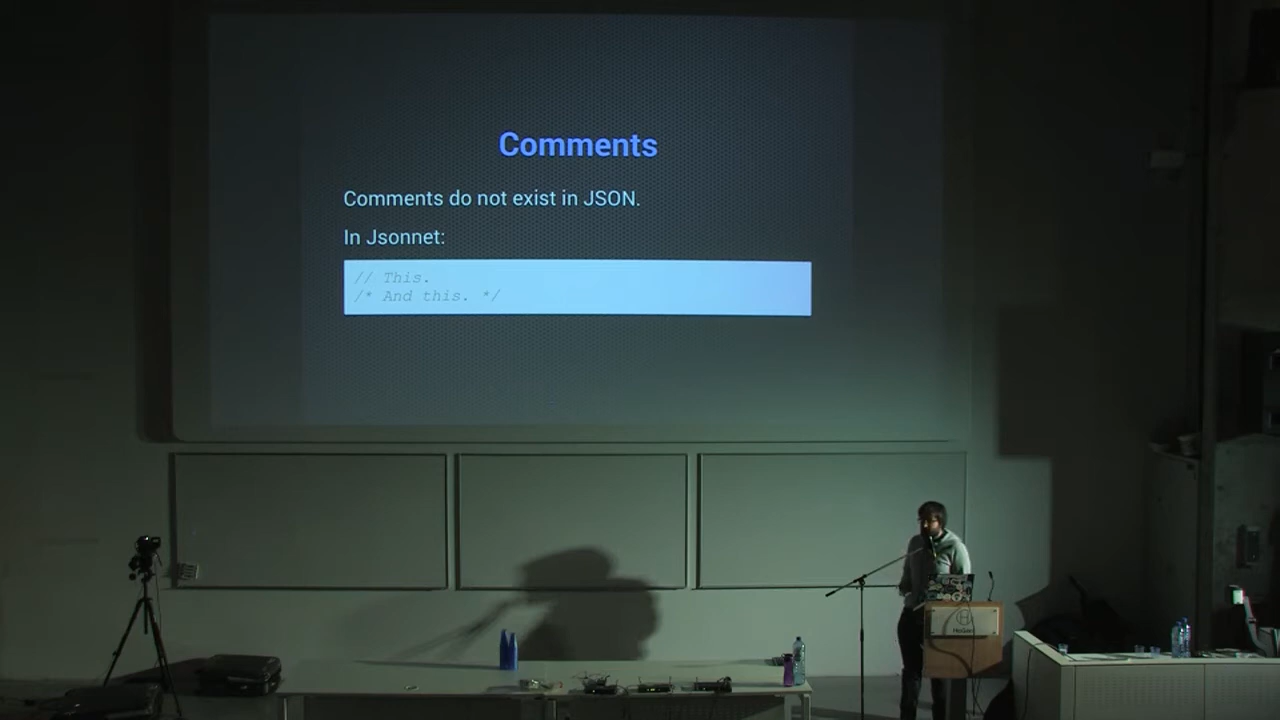 Comments
Comments do not exist in JSON.
In Jsonnet:
// This.
/* And this. */